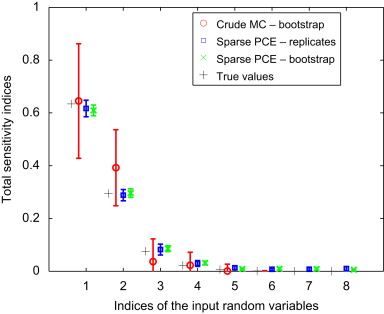 1
0.8
0.6
0.4
0.2
0
Total sensitivity indices
Crude MC – bootstrap
Sparse PCE – replicates
Sparse PCE – bootstrap
True values
1 2 3 4 5 6 7 8
Indices of the input random variables